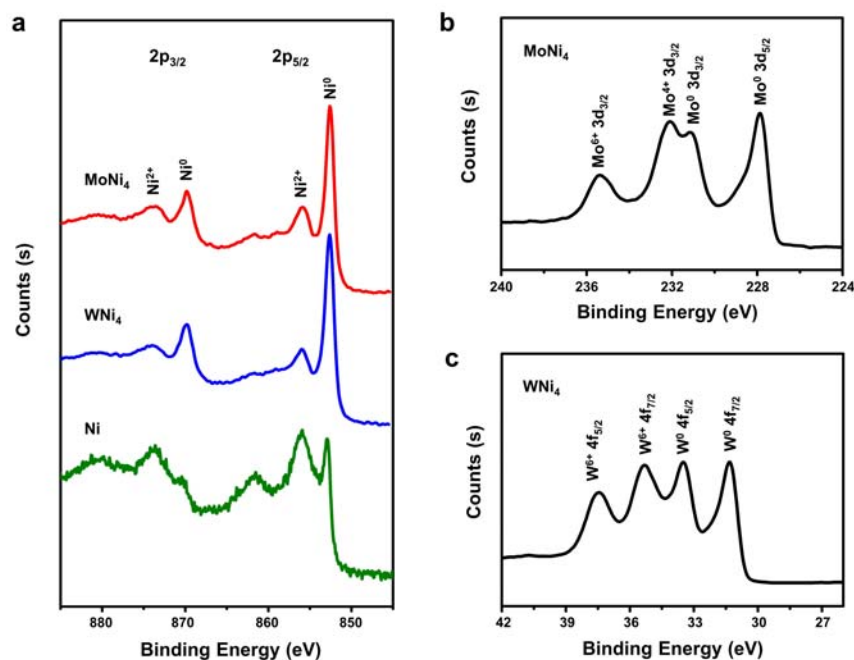 a
2p3/2
2p5/2
Ni0
Ni2+
Ni0
Ni2+
MoNi4
WNi4
Ni
Counts (s)
880
870
860
850
Binding Energy (eV)
b
MoNi4
Mo6+ 3d3/2
Mo4+ 3d3/2
Mo0 3d3/2
Mo0 3d5/2
Counts (s)
240
236
232
228
224
Binding Energy (eV)
c
WNi4
W6+ 4f5/2
W6+ 4f7/2
W0 4f5/2
W0 4f7/2
Counts (s)
42
39
36
33
30
27
Binding Energy (eV)